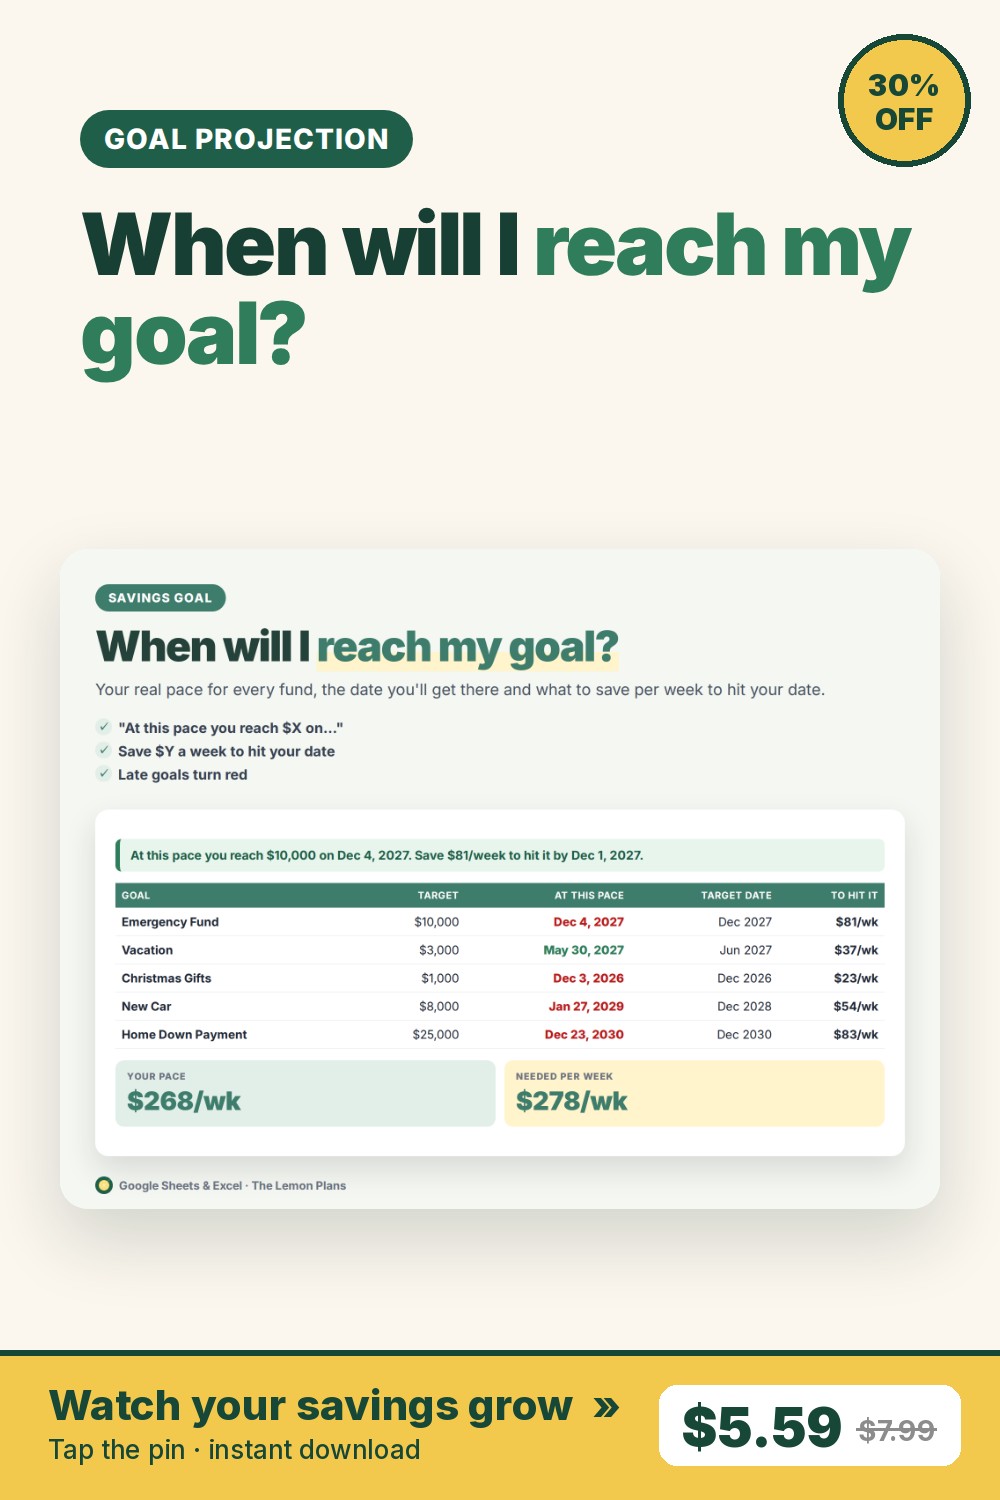 30%
OFF
GOAL PROJECTION
When will I reach my
goal?
SAVINGS GOAL
When will I reach my goal?
Your real pace for every fund, the date you'll get there and what to save per week to hit your date.
✓ "At this pace you reach $X on..."
✓ Save $Y a week to hit your date
✓ Late goals turn red
At this pace you reach $10,000 on Dec 4, 2027. Save $81/week to hit it by Dec 1, 2027.
GOAL TARGET AT THIS PACE TARGET DATE TO HIT IT
Emergency Fund $10,000 Dec 4, 2027 Dec 2027 $81/wk
Vacation $3,000 May 30, 2027 Jun 2027 $37/wk
Christmas Gifts $1,000 Dec 3, 2026 Dec 2026 $23/wk
New Car $8,000 Jan 27, 2029 Dec 2028 $54/wk
Home Down Payment $25,000 Dec 23, 2030 Dec 2030 $83/wk
YOUR PACE
$268/wk
NEEDED PER WEEK
$278/wk
Google Sheets & Excel · The Lemon Plans
Watch your savings grow »
Tap the pin · instant download
$5.59 $7.99